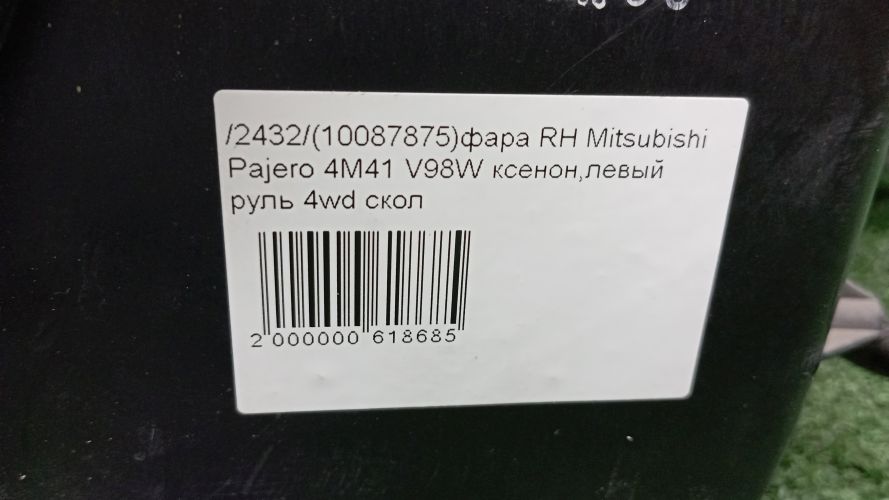 /2432/(10087875)фара RH Mitsubishi
Pajero 4M41 V98W ксенон,левый
руль 4wd скол
2 000000 618685